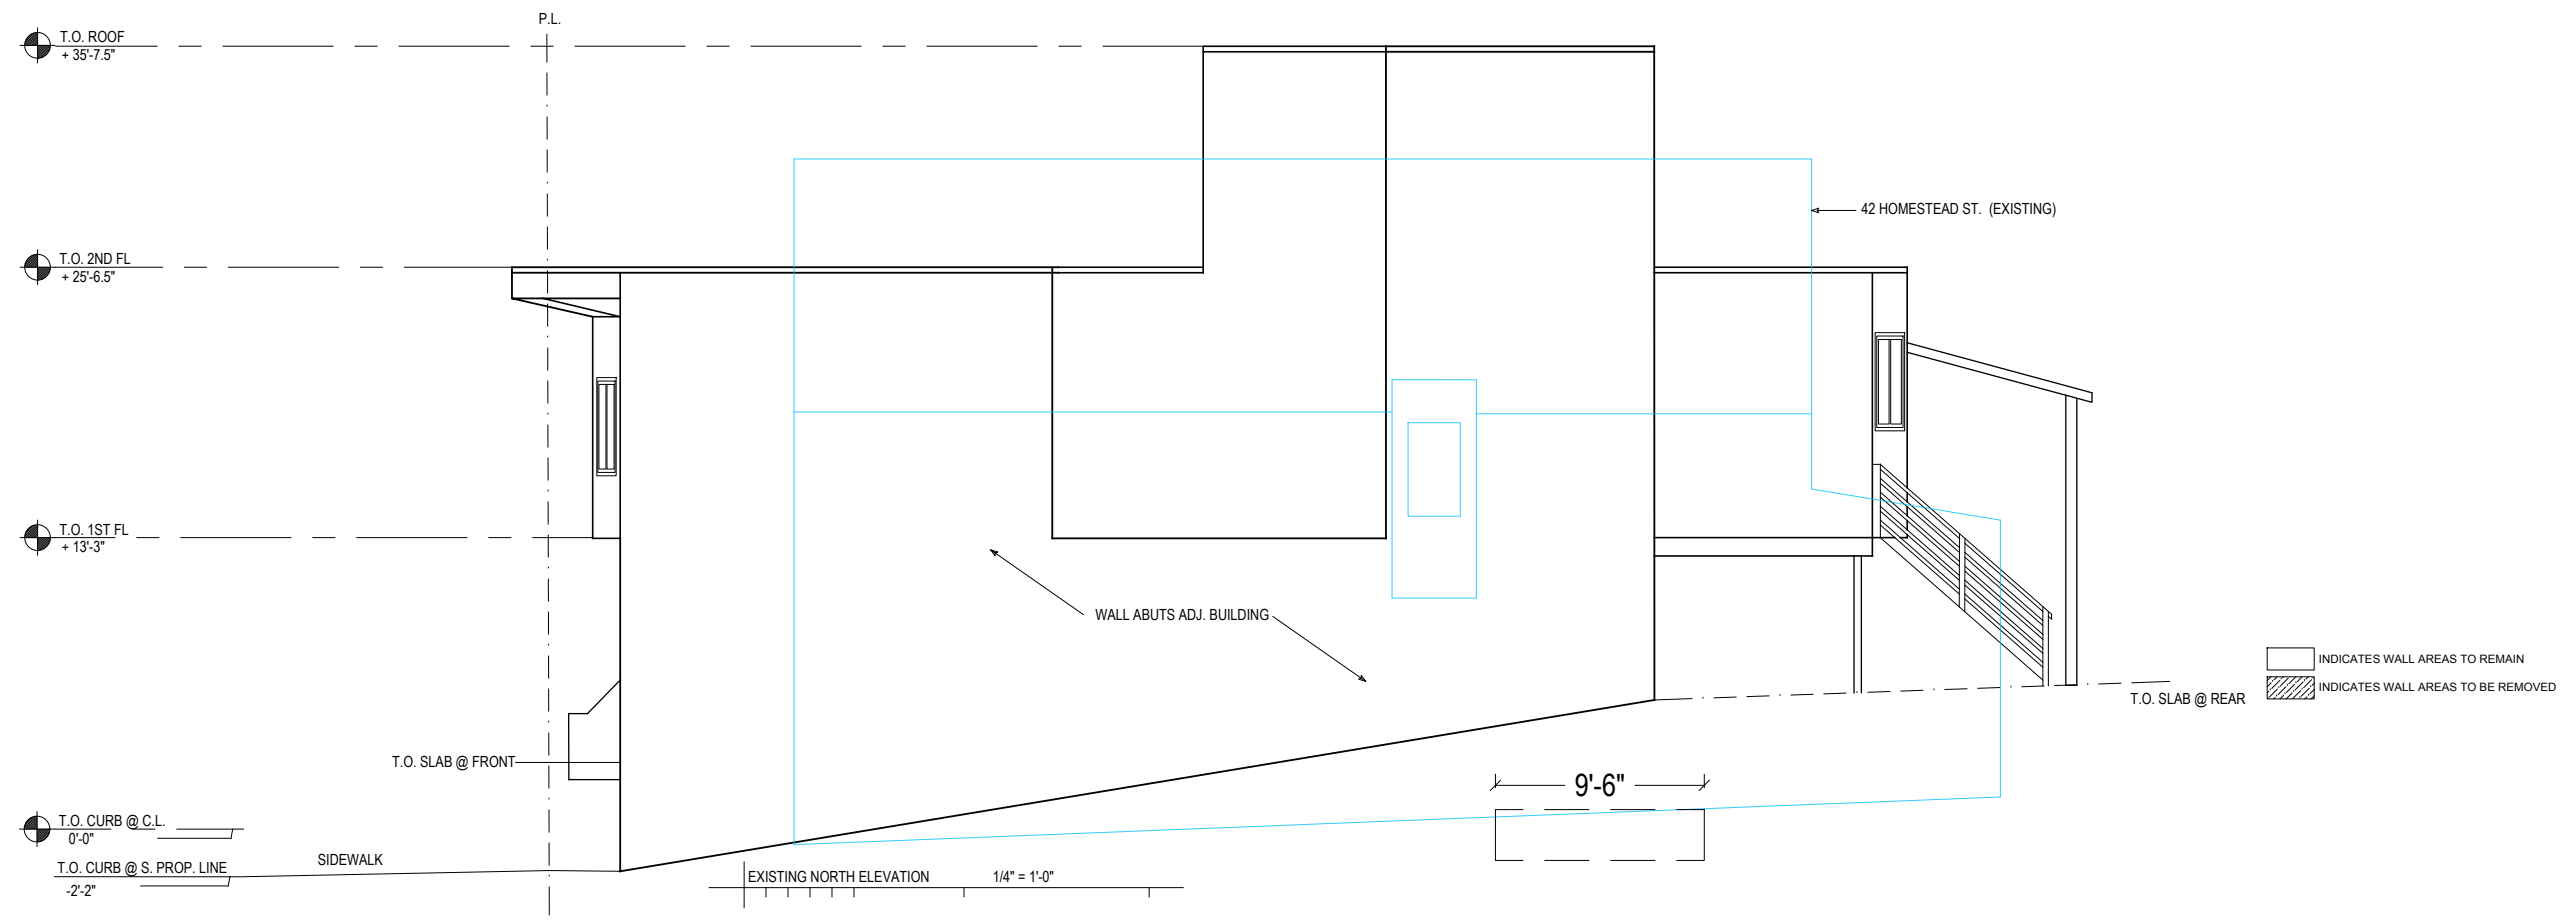 P.L.
T.O. ROOF
+ 35'-7.5"
42 HOMESTEAD ST. (EXISTING)
T.O. 2ND FL
+ 25'-6.5"
T.O. 1ST FL
+ 13'-3"
WALL ABUTS ADJ. BUILDING
INDICATES WALL AREAS TO REMAIN
INDICATES WALL AREAS TO BE REMOVED
T.O. SLAB @ REAR
T.O. SLAB @ FRONT
9'-6"
T.O. CURB @ C.L.
0'-0"
SIDEWALK
T.O. CURB @ S. PROP. LINE
-2'-2"
EXISTING NORTH ELEVATION 1/4" = 1'-0"